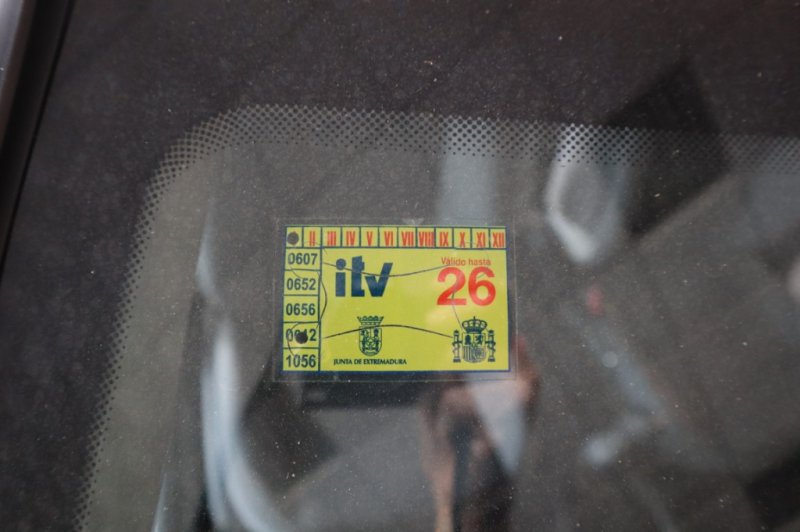 II III IV V VI VII VIII IX X XI XII
0607
itv
Válido hasta
26
0652
0656
1056
JUNTA DE EXTREMADURA